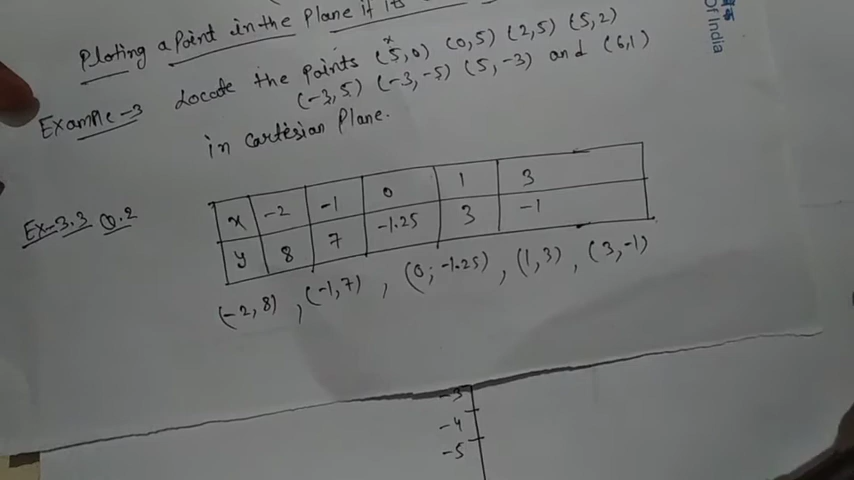 Ploting a Point in the Plane if its
Example-3 Locate the Points (5,0) (0,5) (2,5) (5,2)
x
(-3,5) (-3,-5) (5,-3) and (6,1)
in Cartesian Plane.
Of India
Ex-3.3 Q.2
x -2 -1 0 1 3
y 8 7 -1.25 3 -1
(-2,8) , (-1,7) , (0,-1.25) , (1,3) , (3,-1)
-3
-4
-5